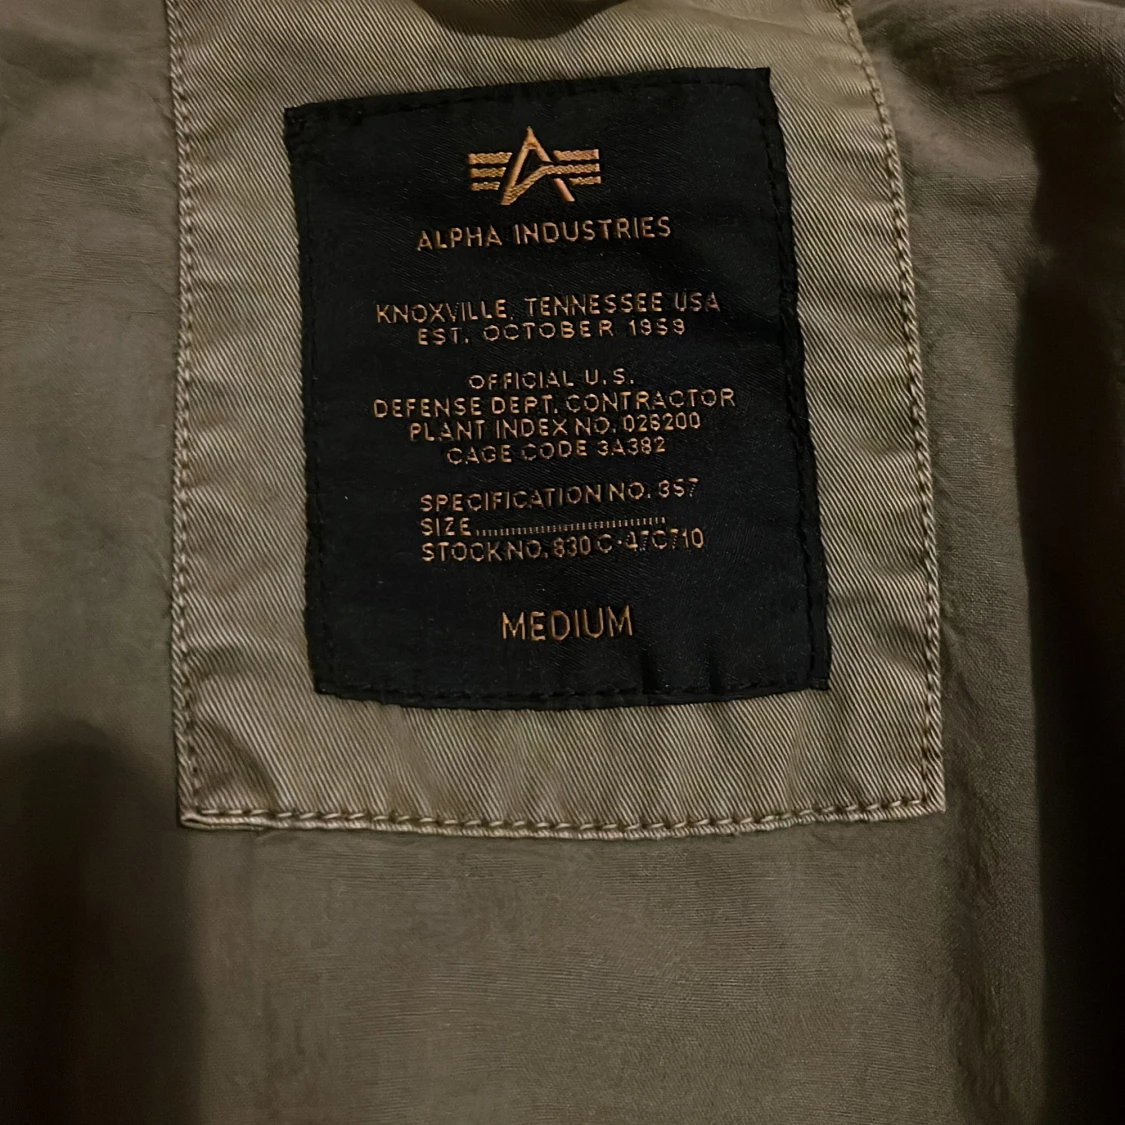 ALPHA INDUSTRIES
KNOXVILLE, TENNESSEE USA
EST. OCTOBER 1959
OFFICIAL U.S.
DEFENSE DEPT. CONTRACTOR
PLANT INDEX NO. 026200
CAGE CODE 3A382
SPECIFICATION NO. 357
SIZE................................
STOCK NO. 830 C-47C710
MEDIUM